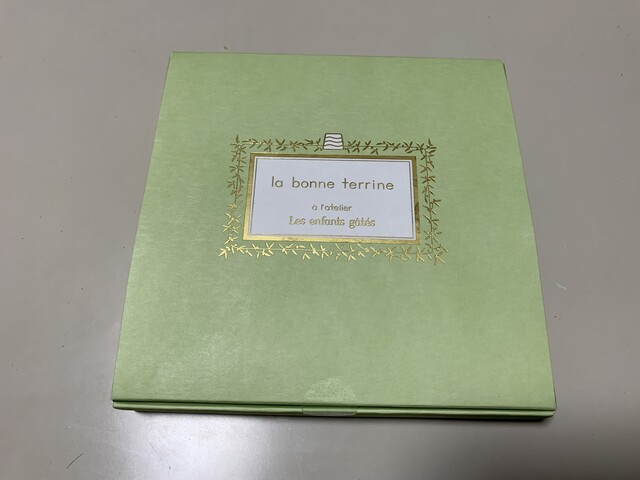 la bonne terrine
à l'atelier
Les enfants gâtés